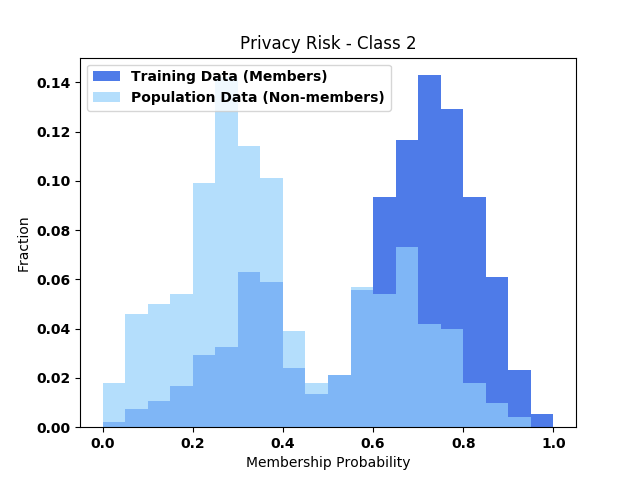 Privacy Risk - Class 2
Training Data (Members)
Population Data (Non-members)
0.14
0.12
0.10
0.08
0.06
0.04
0.02
0.00
Fraction
0.0 0.2 0.4 0.6 0.8 1.0
Membership Probability